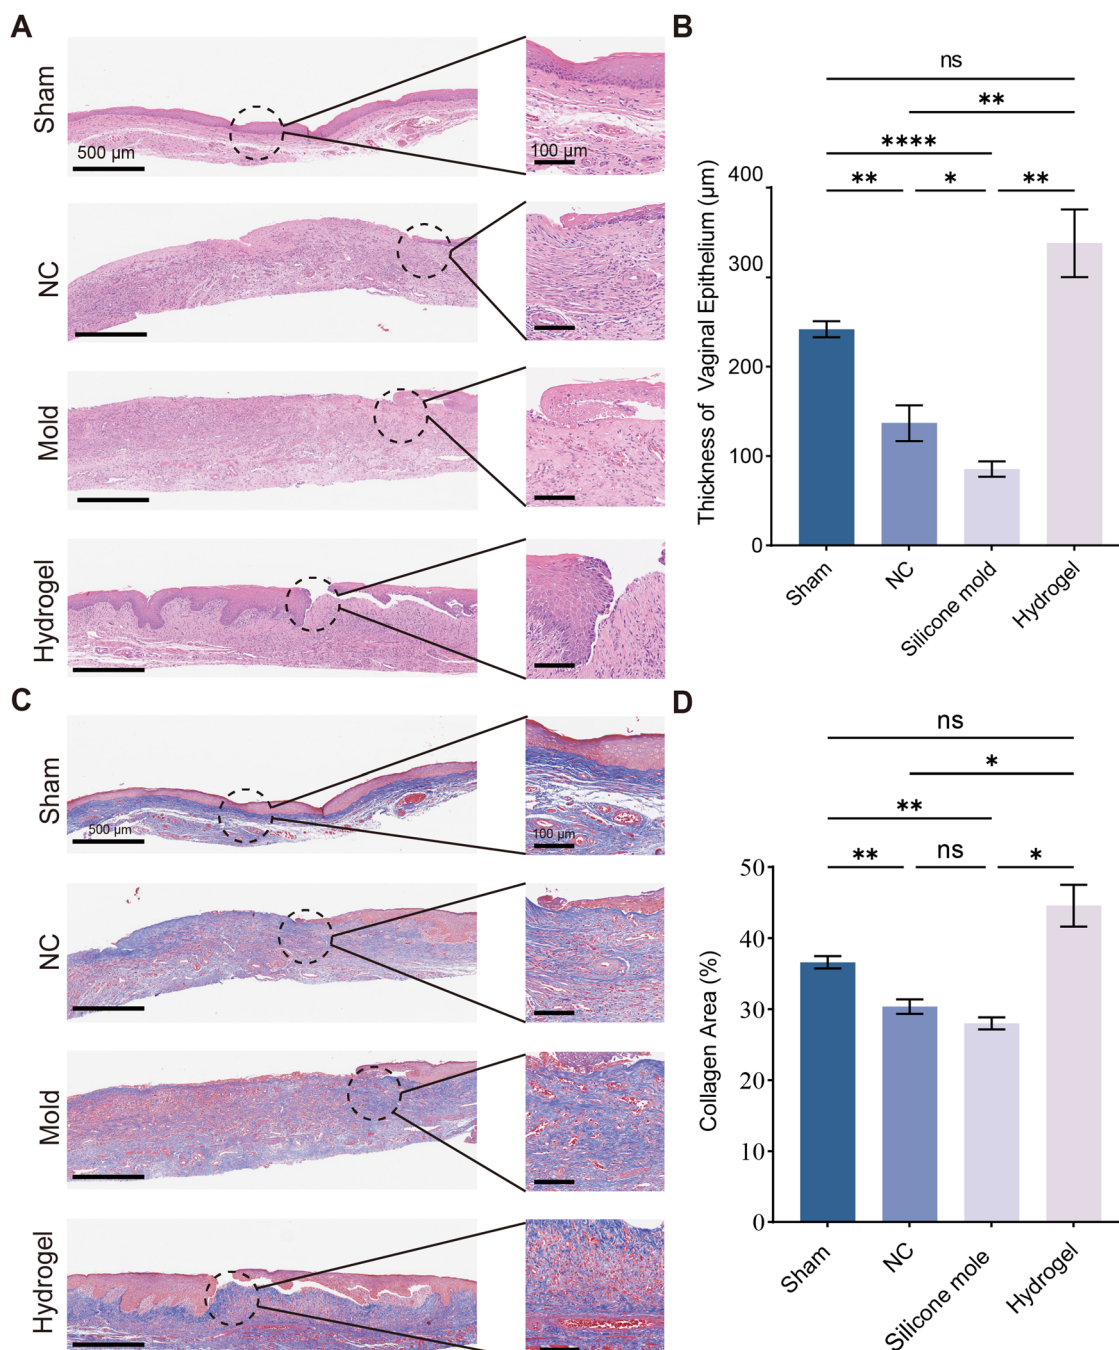 A
Sham
500 µm
100 µm
NC
Mold
Hydrogel
B
ns
**
****
** * **
Thickness of Vaginal Epithelium (µm)
400
300
200
100
0
Sham
NC
Silicone mold
Hydrogel
C
Sham
500 µm
100 µm
NC
Mold
Hydrogel
D
ns
*
**
** ns *
Collagen Area (%)
50
40
30
20
10
0
Sham
NC
Silicone mole
Hydrogel